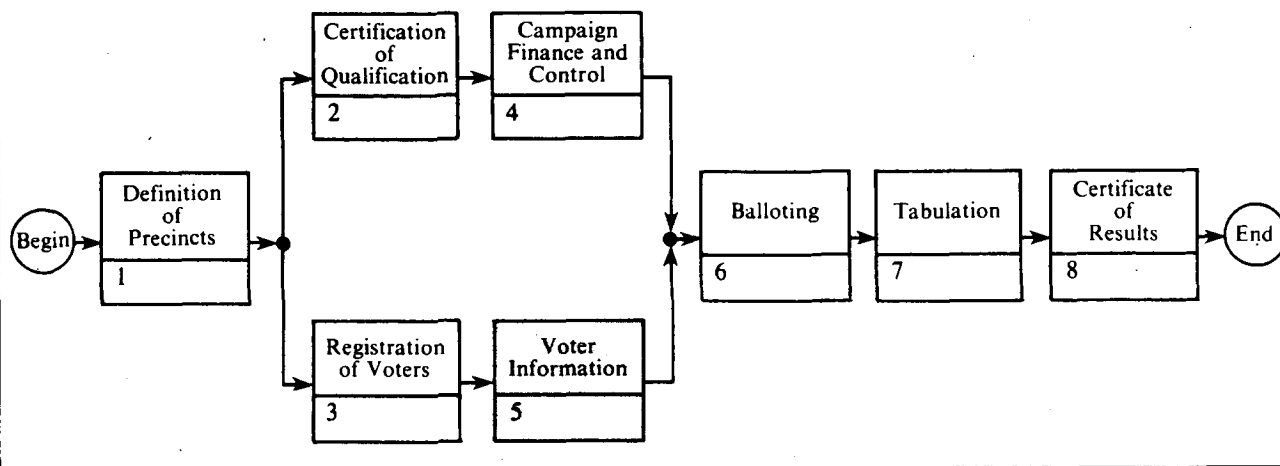 Begin
Definition
of
Precincts
1
Certification
of
Qualification
2
Campaign
Finance and
Control
4
Registration
of Voters
3
Voter
Information
5
Balloting
6
Tabulation
7
Certificate
of
Results
8
End